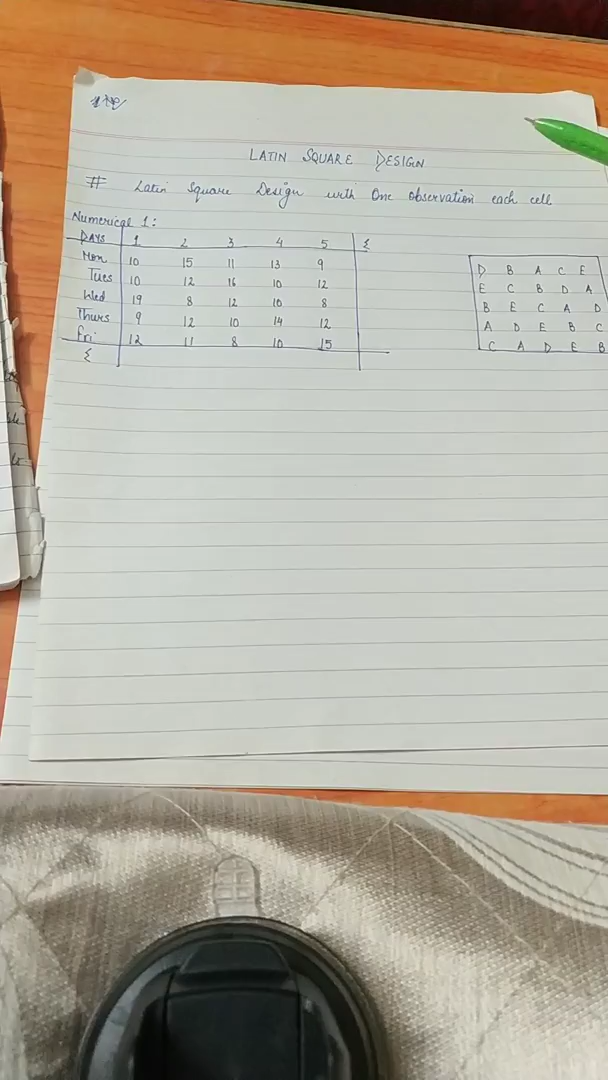 LATIN SQUARE DESIGN
# Latin Square Design with One observation each cell
Numerical 1:
DAYS 1 2 3 4 5 Σ
Mon 10 15 11 13 9
Tues 10 12 16 10 12
Wed 19 8 12 10 8
Thurs 9 12 10 14 12
Fri 12 11 8 10 15
Σ
D B A C E
E C B D A
B E C A D
A D E B C
C A D E B